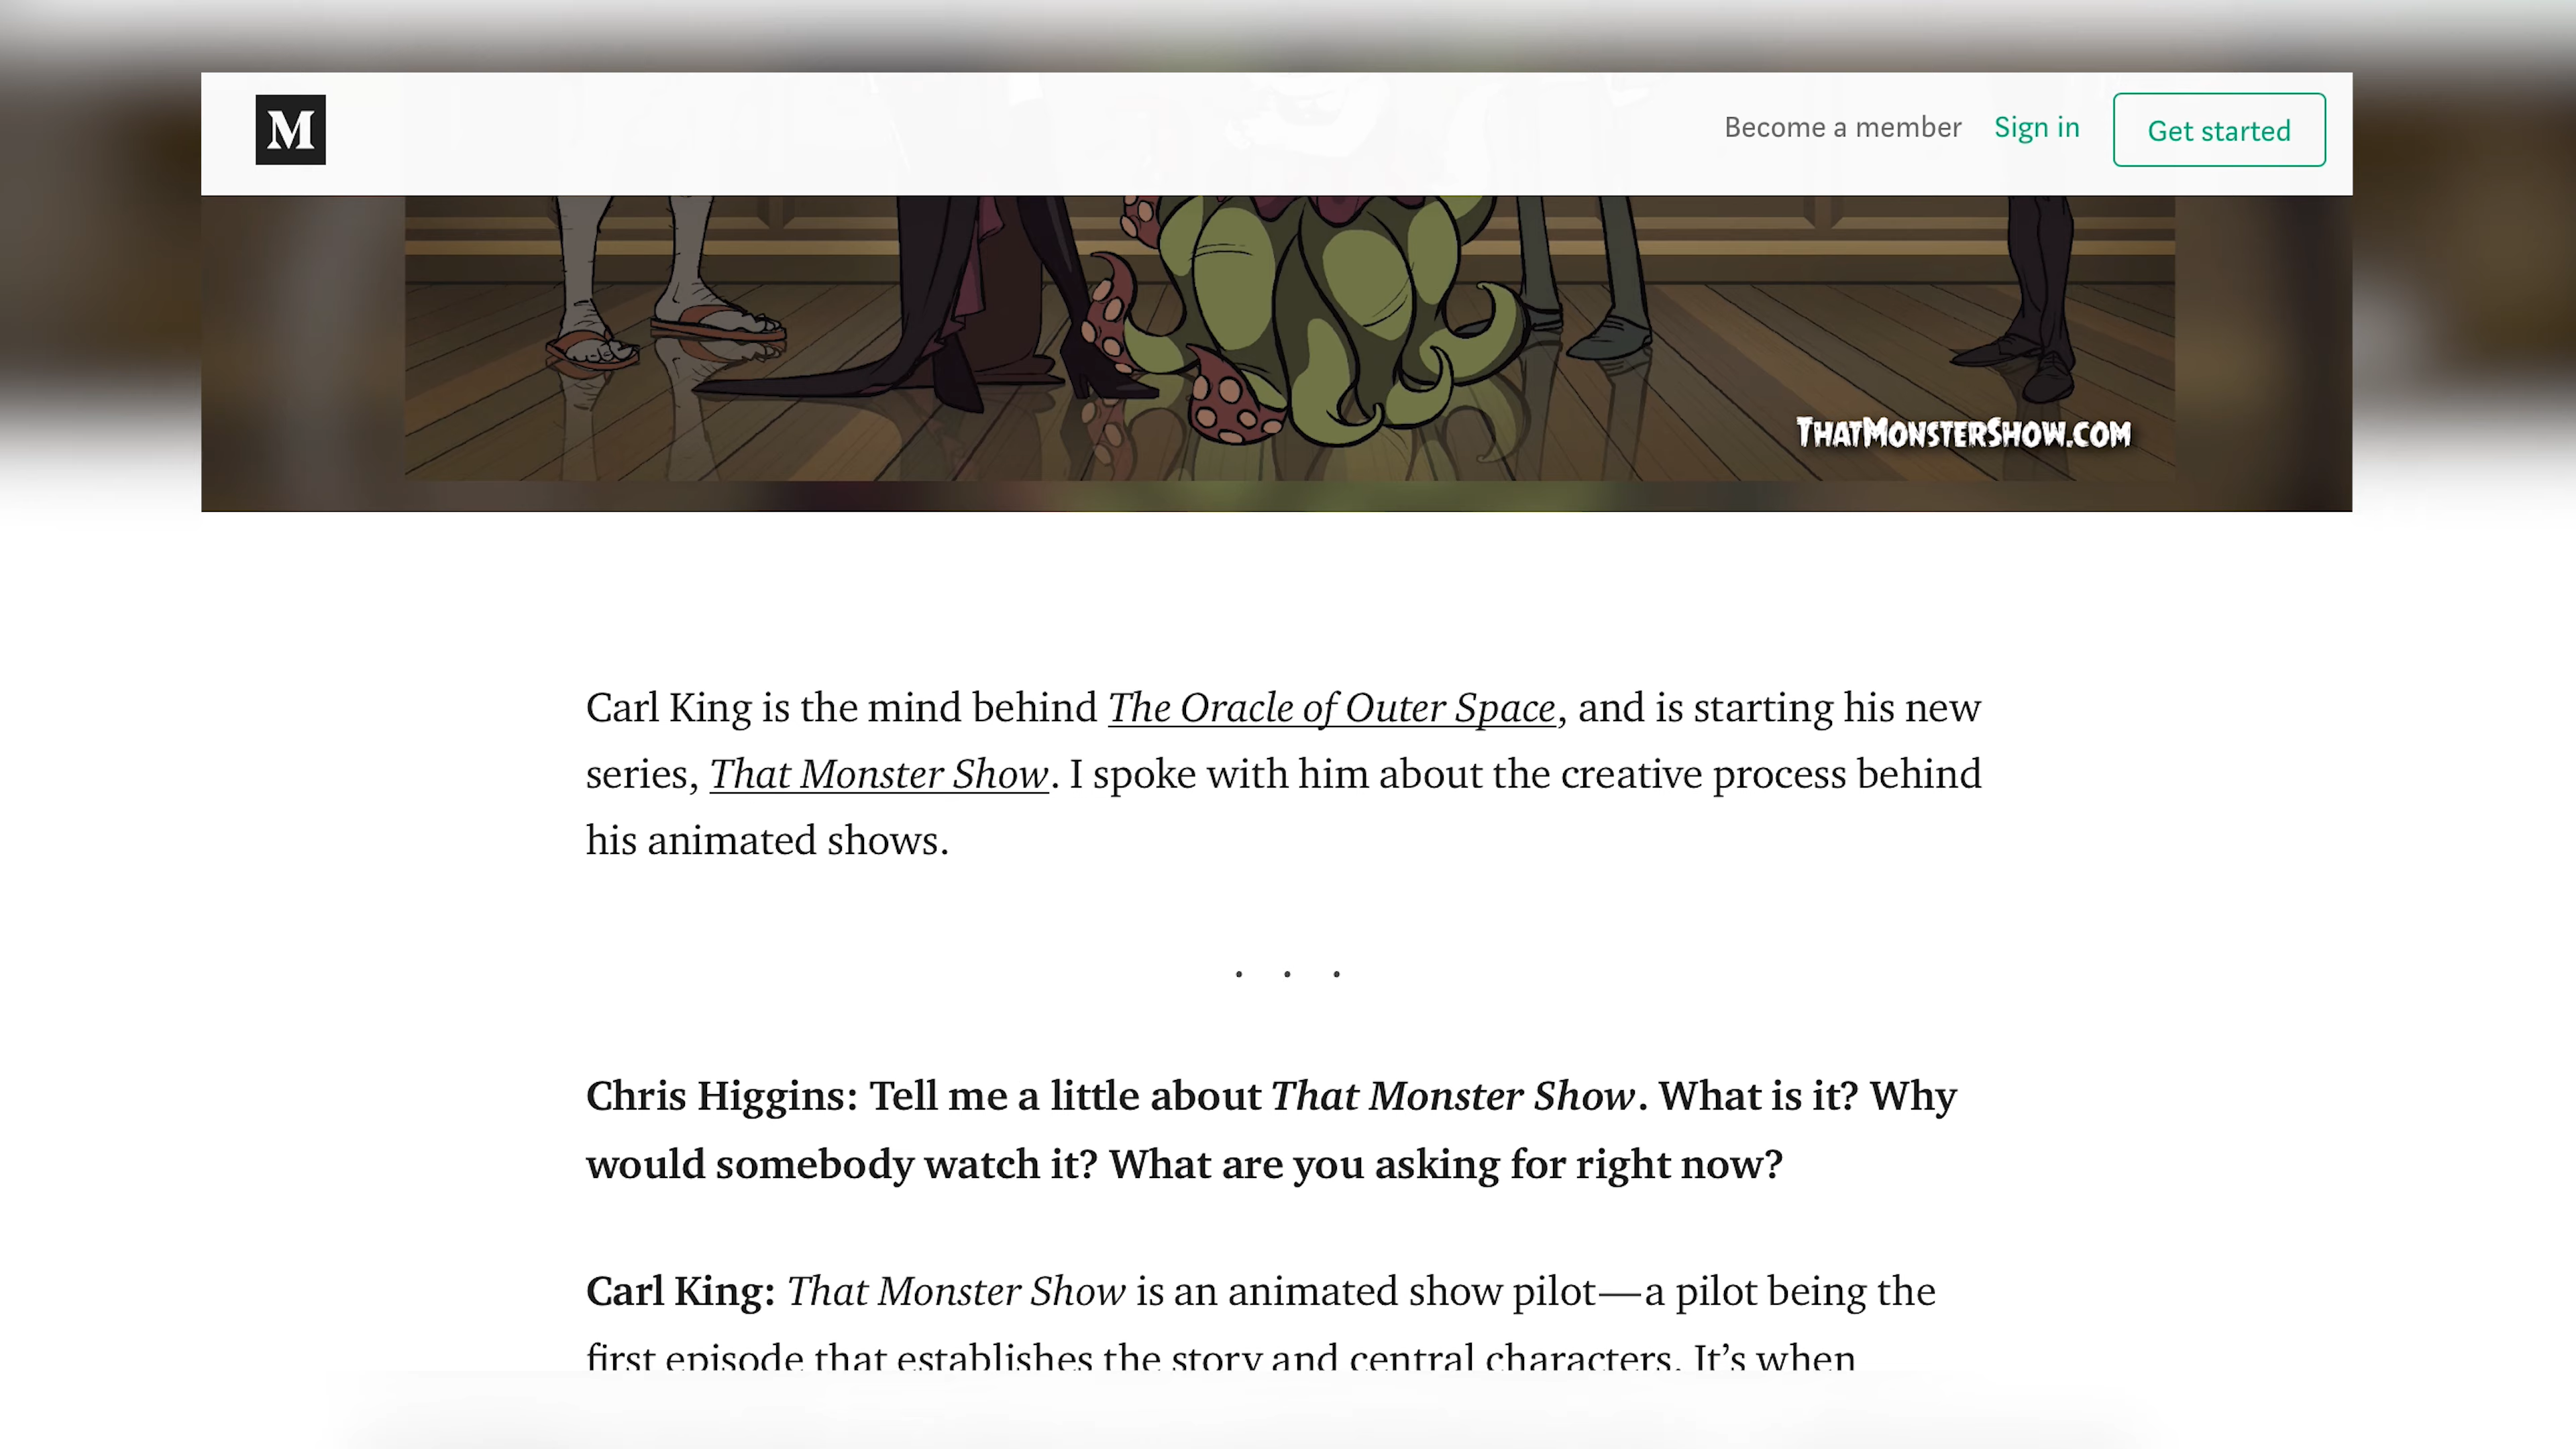 M
Become a member Sign in Get started
THATMONSTERSHOW.COM
Carl King is the mind behind The Oracle of Outer Space, and is starting his new
series, That Monster Show. I spoke with him about the creative process behind
his animated shows.
. . .
Chris Higgins: Tell me a little about That Monster Show. What is it? Why
would somebody watch it? What are you asking for right now?
Carl King: That Monster Show is an animated show pilot—a pilot being the
first episode that establishes the story and central characters. It’s when